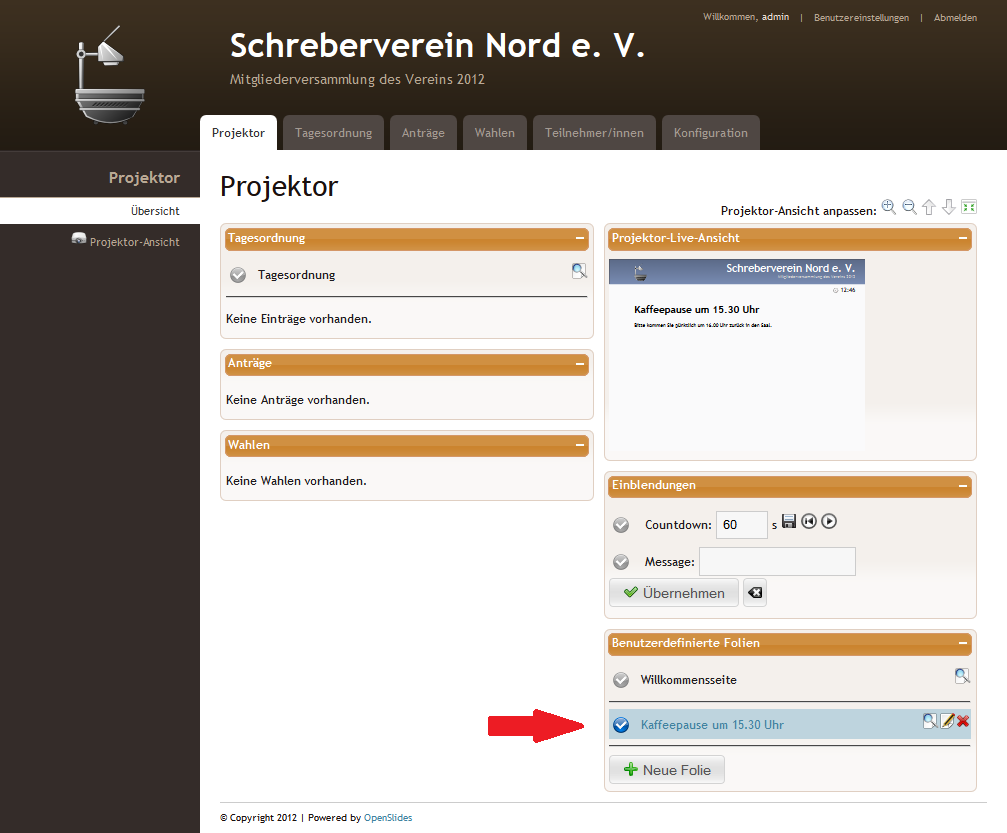 Willkommen, admin | Benutzereinstellungen | Abmelden
Schreberverein Nord e. V.
Mitgliederversammlung des Vereins 2012
Projektor Tagesordnung Anträge Wahlen Teilnehmer/innen Konfiguration
Projektor
Übersicht
Projektor-Ansicht
Projektor
Projektor-Ansicht anpassen:
Tagesordnung
Tagesordnung
Keine Einträge vorhanden.
Anträge
Keine Anträge vorhanden.
Wahlen
Keine Wahlen vorhanden.
Projektor-Live-Ansicht
Schreberverein Nord e. V.
Mitgliederversammlung des Vereins 2012
12:46
Kaffeepause um 15.30 Uhr
Bitte kommen Sie pünktlich um 16.00 Uhr zurück in den Saal.
Einblendungen
Countdown: 60 s
Message:
Übernehmen
Benutzerdefinierte Folien
Willkommensseite
Kaffeepause um 15.30 Uhr
Neue Folie
© Copyright 2012 | Powered by OpenSlides